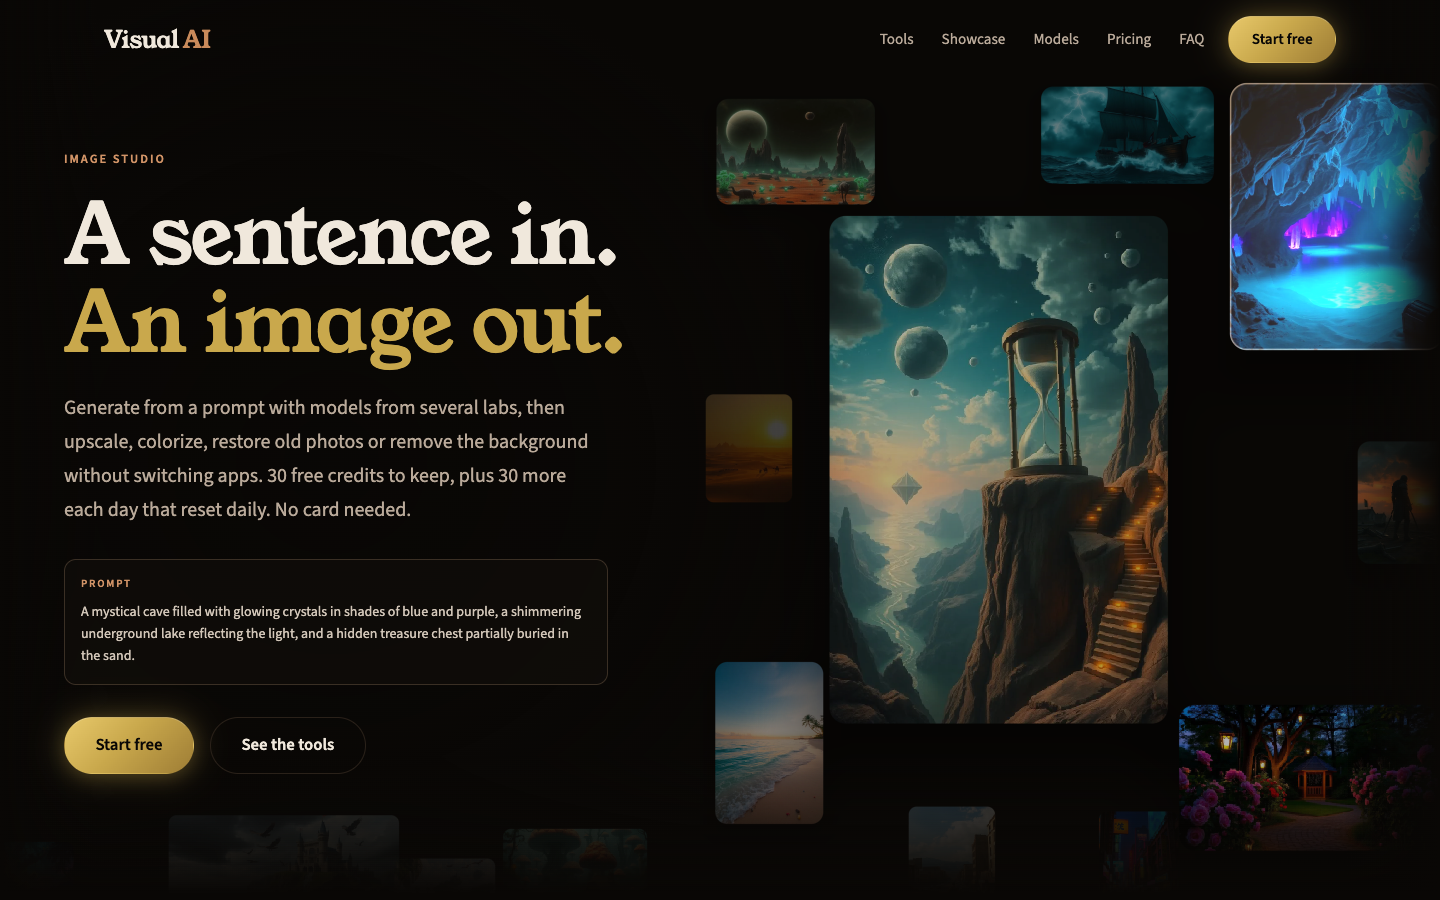 Visual AI
Tools
Showcase
Models
Pricing
FAQ
Start free
IMAGE STUDIO
A sentence in.
An image out.
Generate from a prompt with models from several labs, then
upscale, colorize, restore old photos or remove the background
without switching apps. 30 free credits to keep, plus 30 more
each day that reset daily. No card needed.
PROMPT
A mystical cave filled with glowing crystals in shades of blue and purple, a shimmering
underground lake reflecting the light, and a hidden treasure chest partially buried in
the sand.
Start free
See the tools